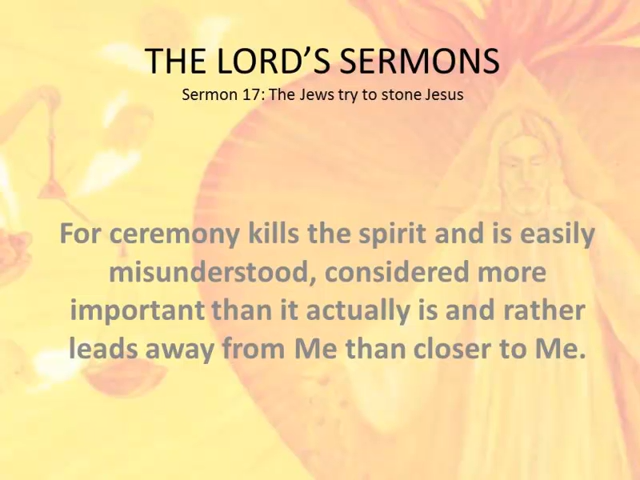 THE LORD’S SERMONS
Sermon 17: The Jews try to stone Jesus
For ceremony kills the spirit and is easily
misunderstood, considered more
important than it actually is and rather
leads away from Me than closer to Me.